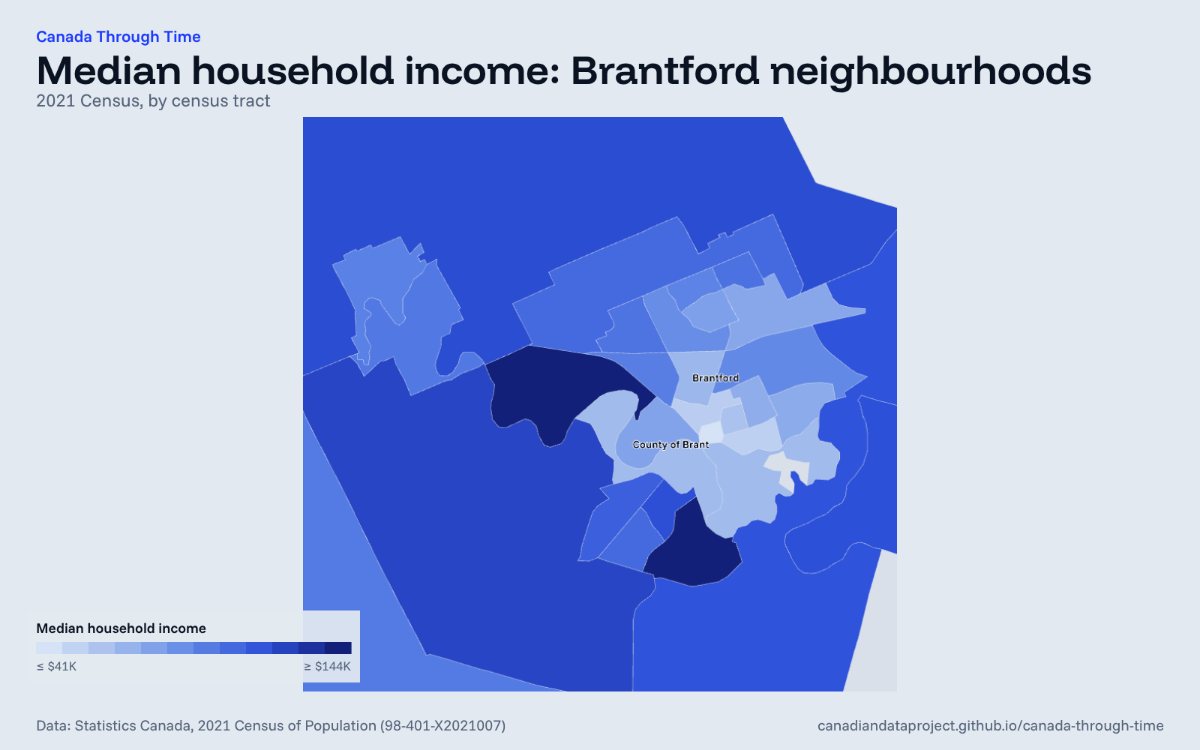 Canada Through Time
Median household income: Brantford neighbourhoods
2021 Census, by census tract
Brantford
County of Brant
Median household income
≤ $41K
≥ $144K
Data: Statistics Canada, 2021 Census of Population (98-401-X2021007)
canadiandataproject.github.io/canada-through-time